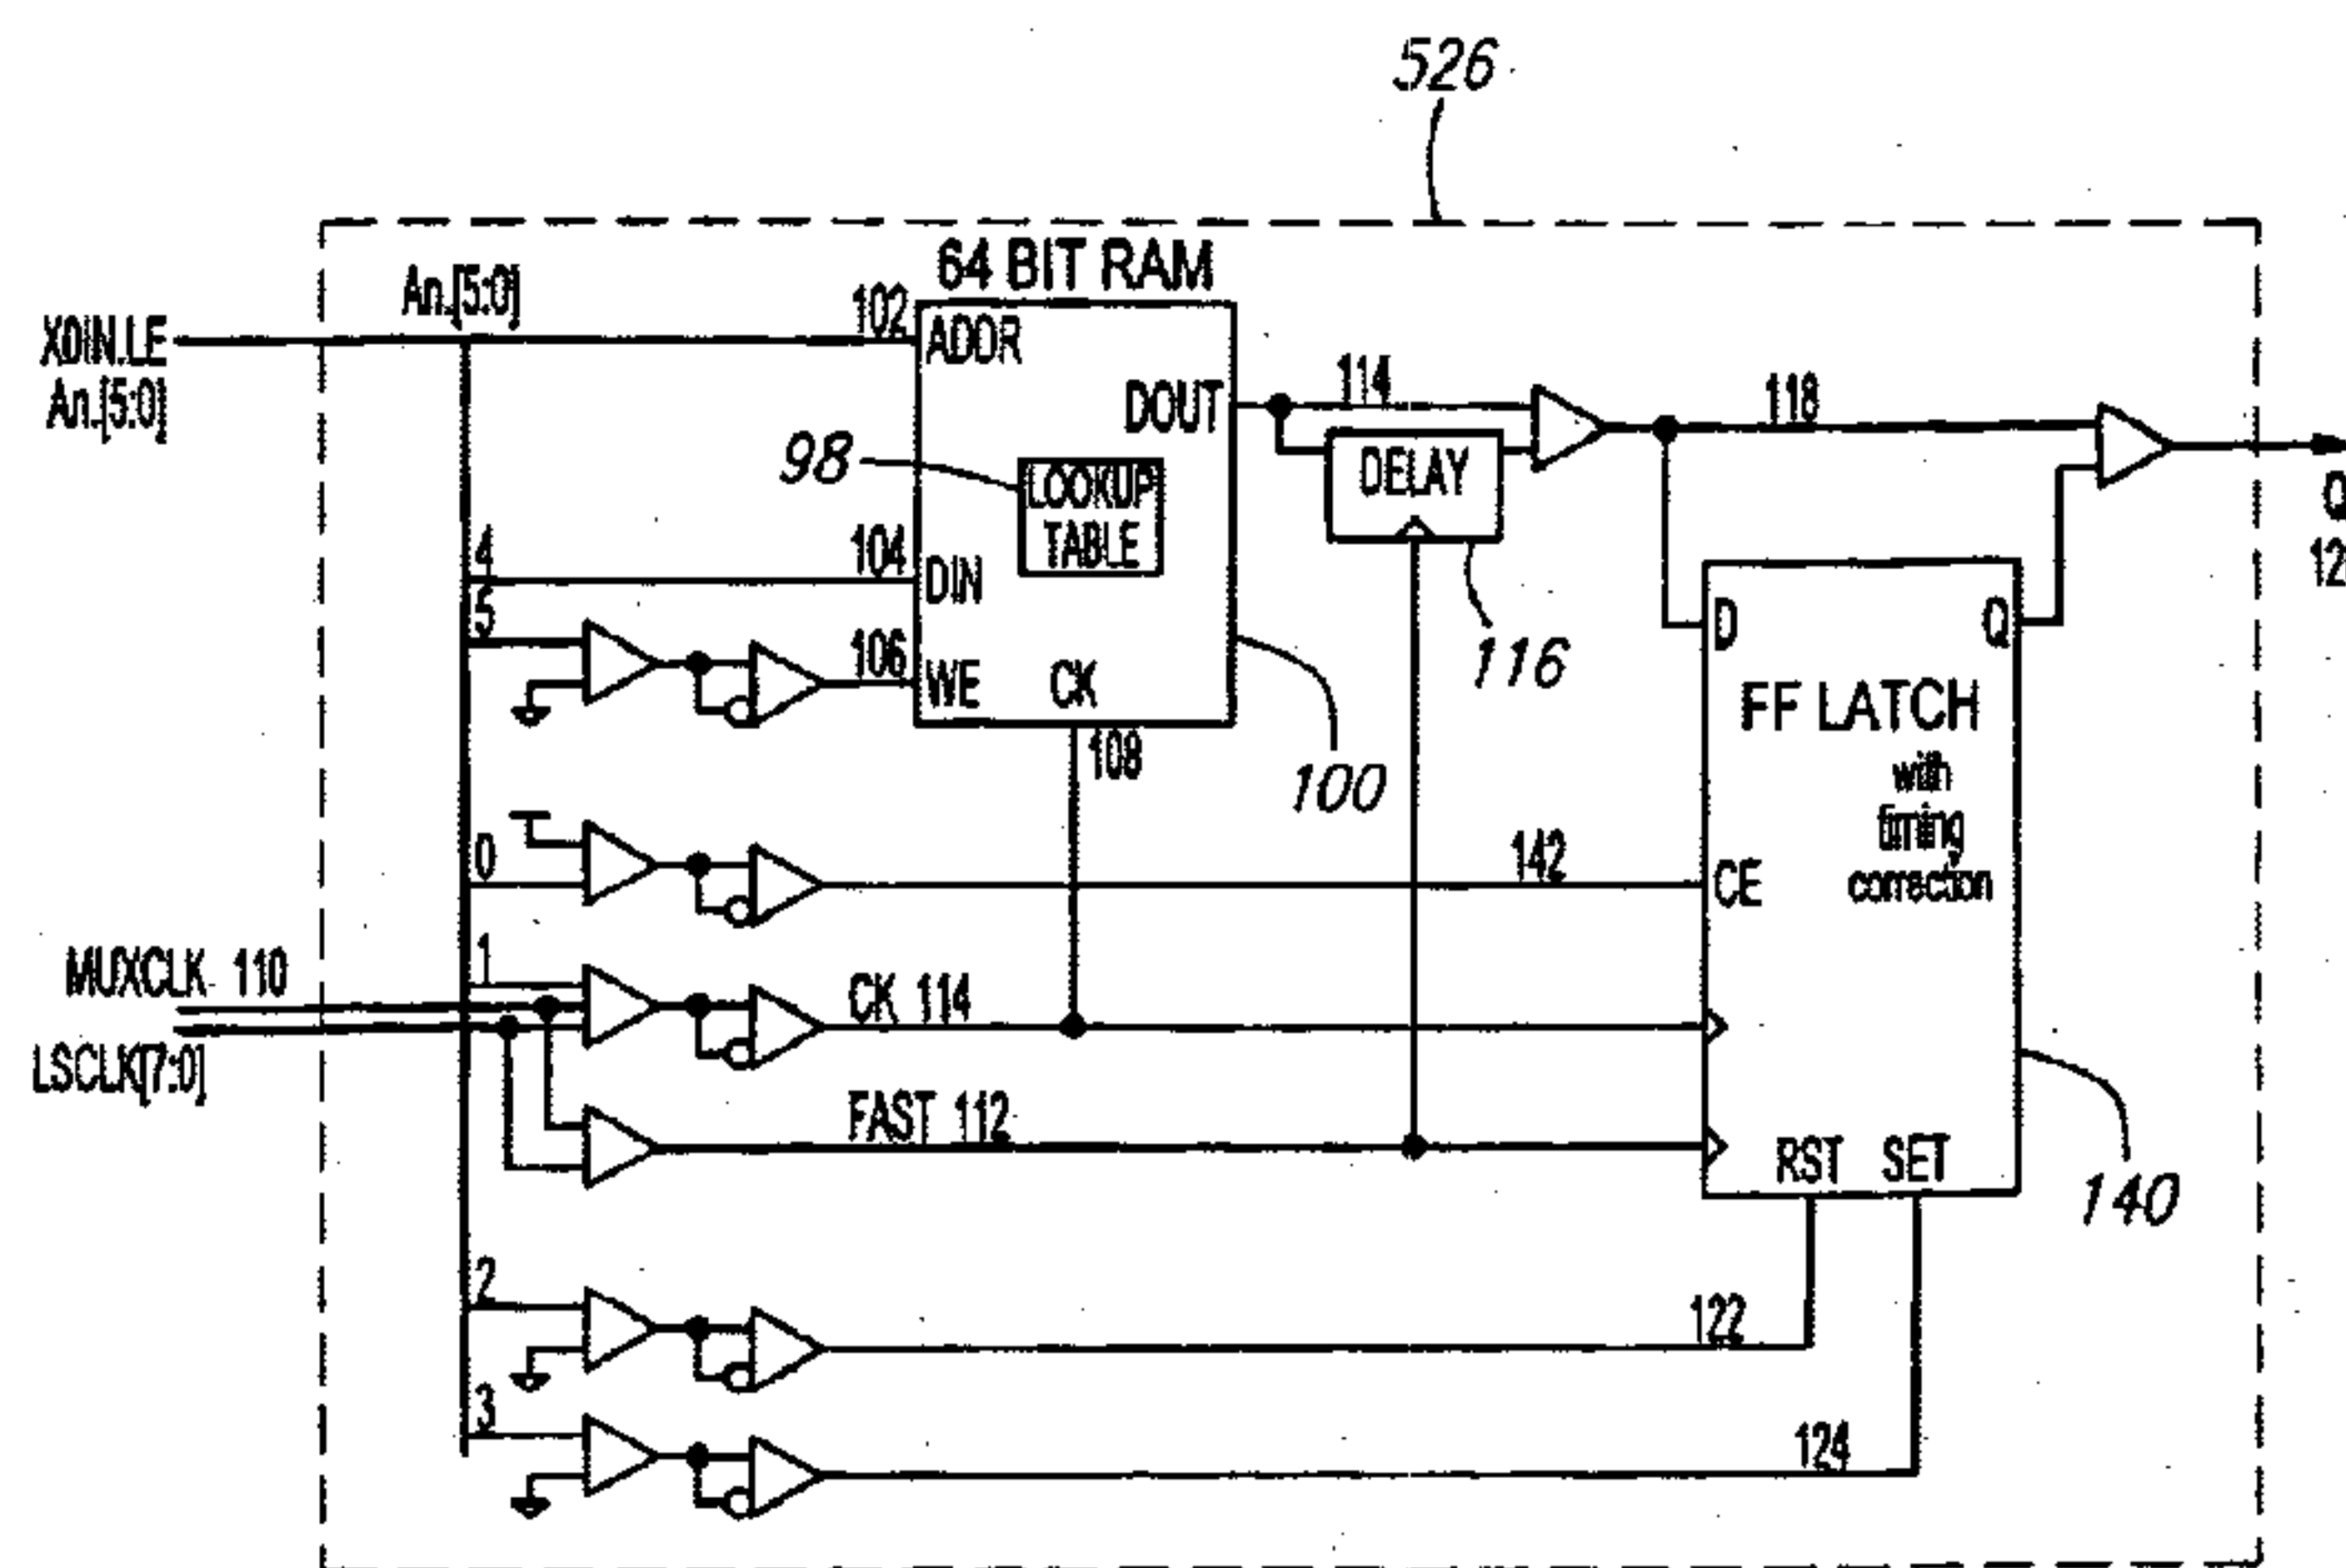 526
64 BIT RAM
An.[5:0]
XDIN.LE
An.[5:0]
102
ADDR
DOUT
114
118
98
LOOKUP
TABLE
DELAY
Q
4
104
DIN
5
106
WE
CK
116
D
Q
FF LATCH
with
timing
correction
108
100
0
142
CE
MUXCLK 110
1
CK 114
LSCLK[7:0]
FAST 112
RST
SET
140
2
122
3
124